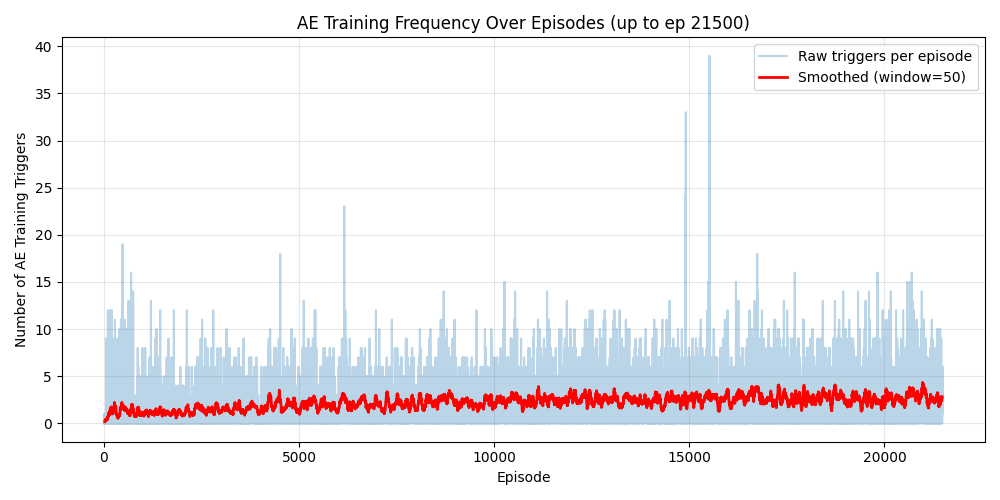 AE Training Frequency Over Episodes (up to ep 21500)
Raw triggers per episode
Smoothed (window=50)
Number of AE Training Triggers
40
35
30
25
20
15
10
5
0
0 5000 10000 15000 20000
Episode